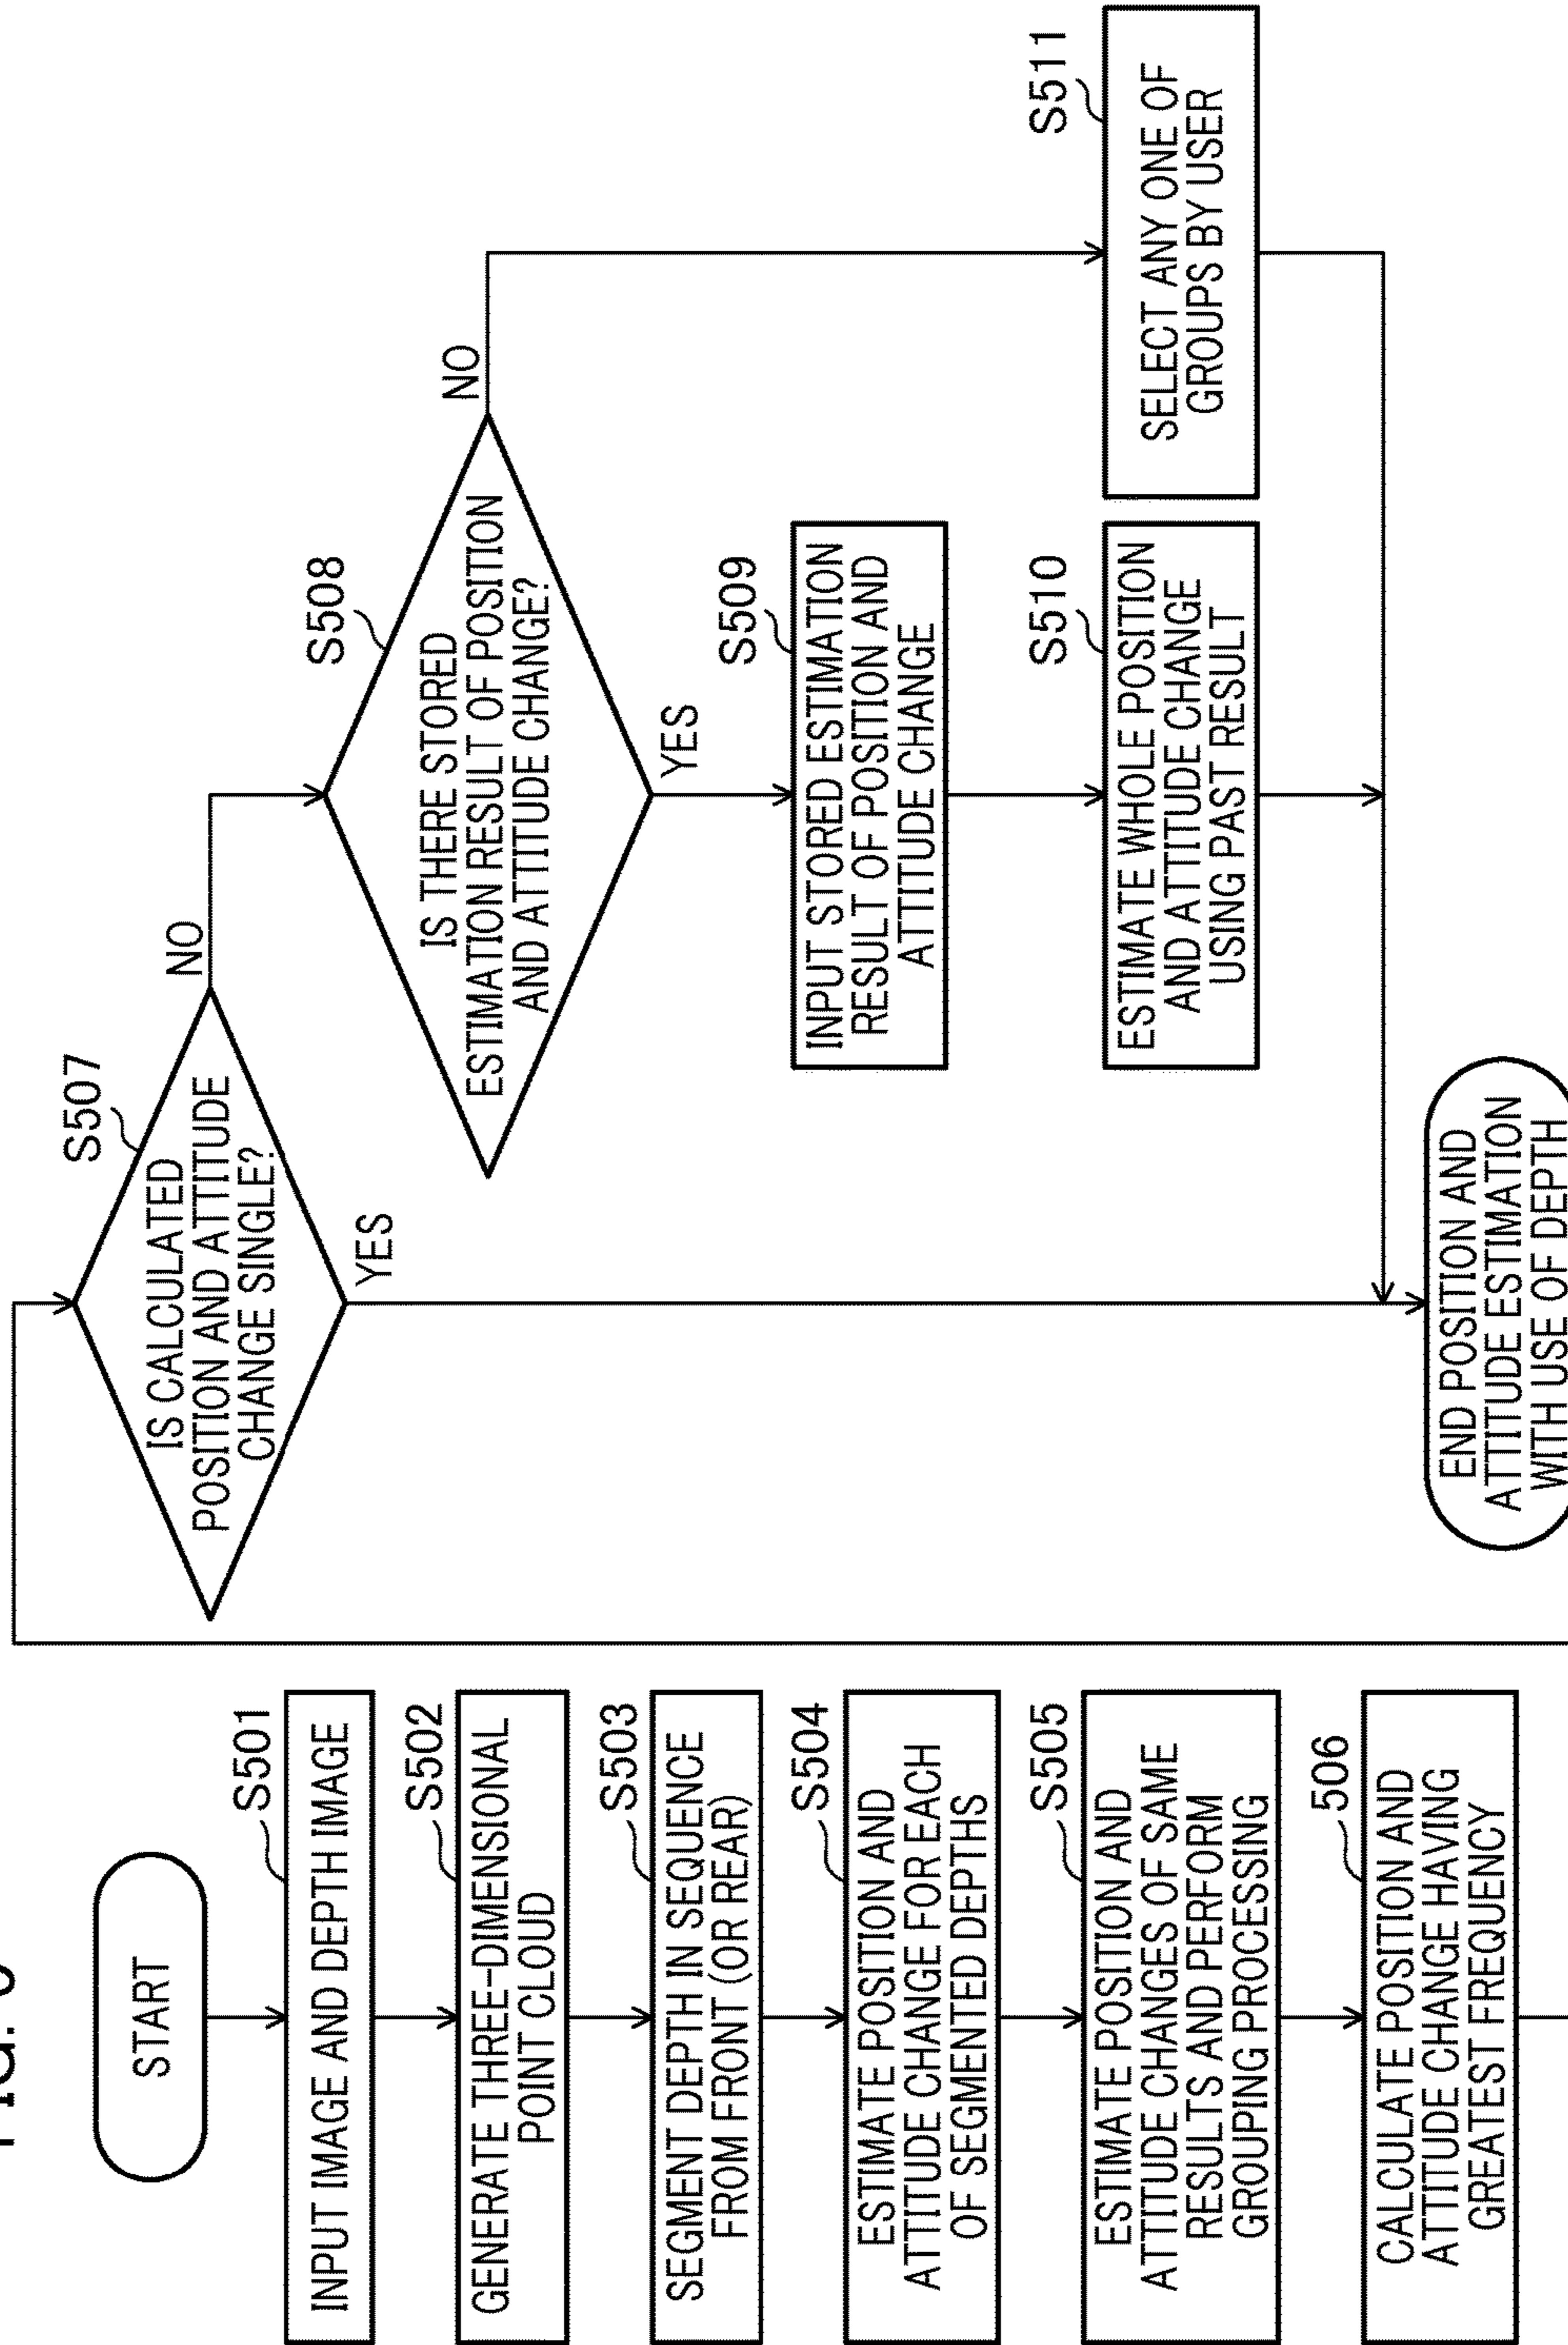 START
S501
INPUT IMAGE AND DEPTH IMAGE
S502
GENERATE THREE-DIMENSIONAL
POINT CLOUD
S503
SEGMENT DEPTH IN SEQUENCE
FROM FRONT (OR REAR)
S504
ESTIMATE POSITION AND
ATTITUDE CHANGE FOR EACH
OF SEGMENTED DEPTHS
S505
ESTIMATE POSITION AND
ATTITUDE CHANGES OF SAME
RESULTS AND PERFORM
GROUPING PROCESSING
506
CALCULATE POSITION AND
ATTITUDE CHANGE HAVING
GREATEST FREQUENCY
S507
IS CALCULATED
POSITION AND ATTITUDE
CHANGE SINGLE?
NO
YES
S508
IS THERE STORED
ESTIMATION RESULT OF POSITION
AND ATTITUDE CHANGE?
NO
YES
S509
INPUT STORED ESTIMATION
RESULT OF POSITION AND
ATTITUDE CHANGE
S510
ESTIMATE WHOLE POSITION
AND ATTITUDE CHANGE
USING PAST RESULT
S511
SELECT ANY ONE OF
GROUPS BY USER
END POSITION AND
ATTITUDE ESTIMATION
WITH USE OF DEPTH